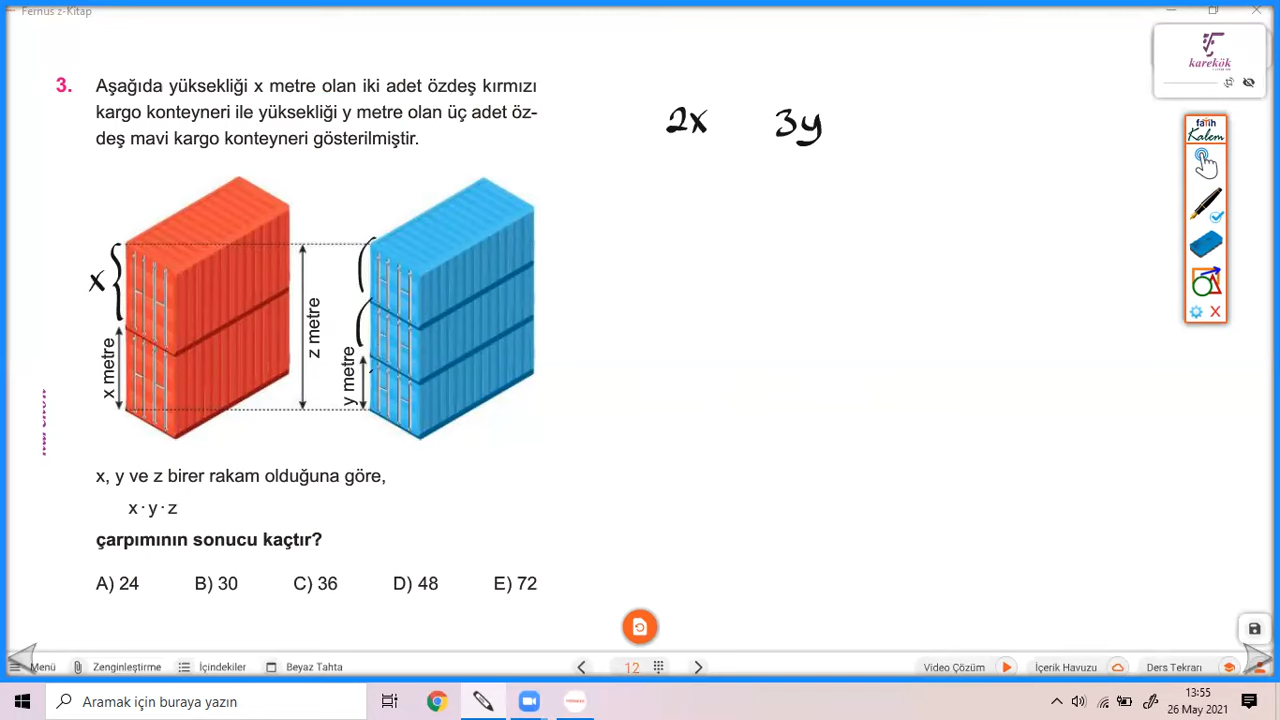 Fernus z-Kitap
karekök
3.
Aşağıda yüksekliği x metre olan iki adet özdeş kırmızı
kargo konteyneri ile yüksekliği y metre olan üç adet öz-
deş mavi kargo konteyneri gösterilmiştir.
2x 3y
fatih
Kalem
x
x metre
z metre
y metre
x, y ve z birer rakam olduğuna göre,
x · y · z
çarpımının sonucu kaçtır?
A) 24 B) 30 C) 36 D) 48 E) 72
Menü Zenginleştirme İçindekiler Beyaz Tahta 12 Video Çözüm İçerik Havuzu Ders Tekrarı
Aramak için buraya yazın
13:55
26 May 2021